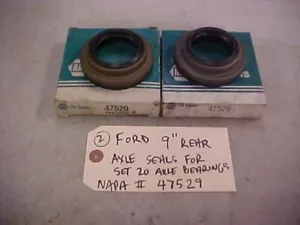 47529
47529
② FORD 9" REAR
AXLE SEALS FOR
SET 20 AXLE BEARINGS
NAPA # 47529